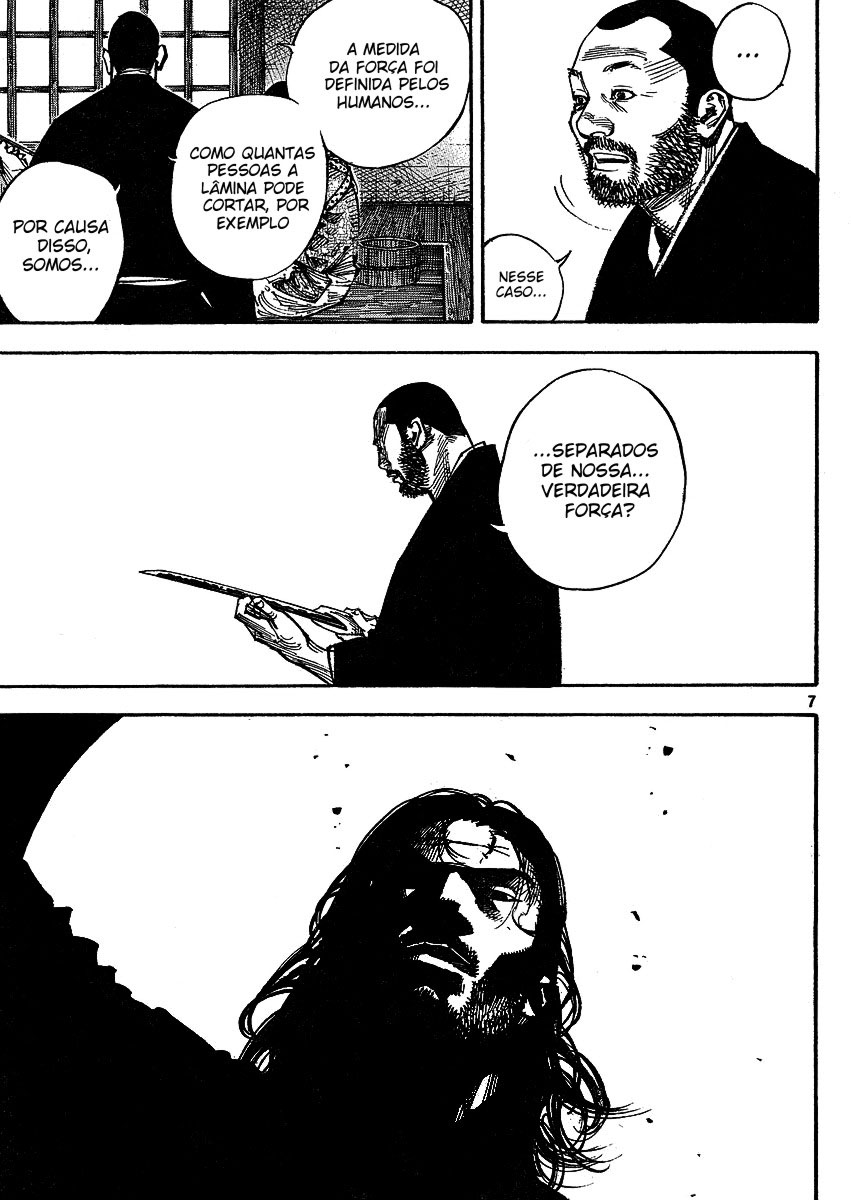 ...
NESSE
CASO...
A MEDIDA
DA FORÇA FOI
DEFINIDA PELOS
HUMANOS...
COMO QUANTAS
PESSOAS A
LÂMINA PODE
CORTAR, POR
EXEMPLO
POR CAUSA
DISSO,
SOMOS...
...SEPARADOS
DE NOSSA...
VERDADEIRA
FORÇA?
7